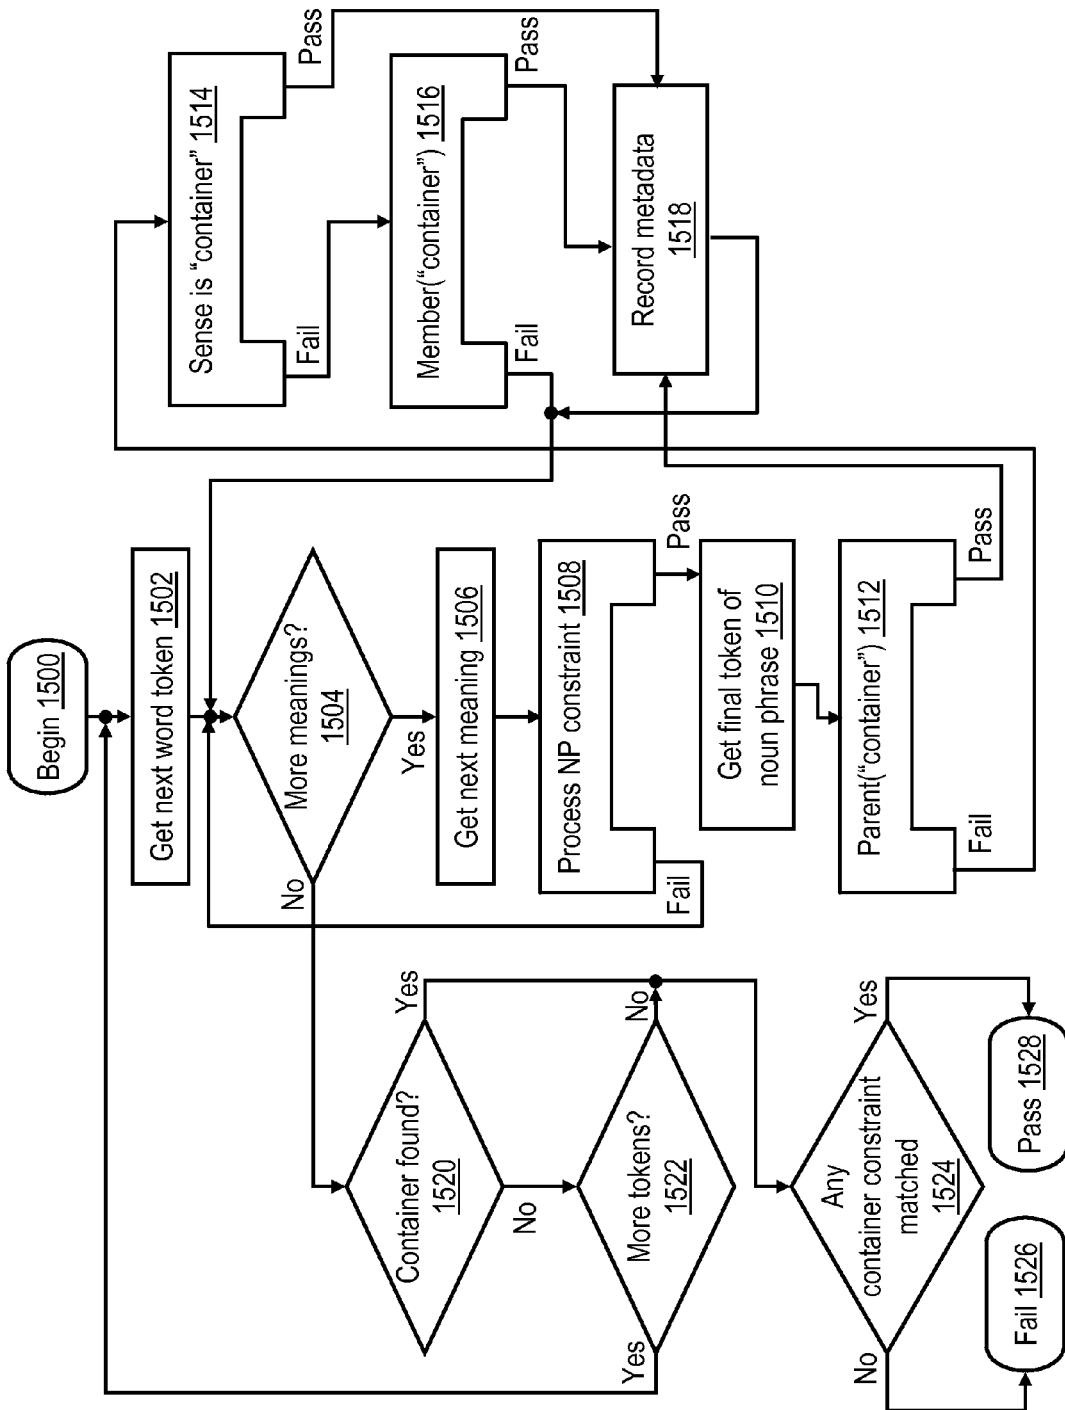 Begin 1500
Get next word token 1502
More meanings?
1504
Yes
No
Get next meaning 1506
Process NP constraint 1508
Fail
Pass
Get final token of
noun phrase 1510
Parent(“container”) 1512
Fail
Pass
Sense is “container” 1514
Fail
Pass
Member(“container”) 1516
Fail
Pass
Record metadata
1518
Container found?
1520
Yes
No
More tokens?
1522
Yes
No
Any
container constraint
matched
1524
No
Yes
Fail 1526
Pass 1528